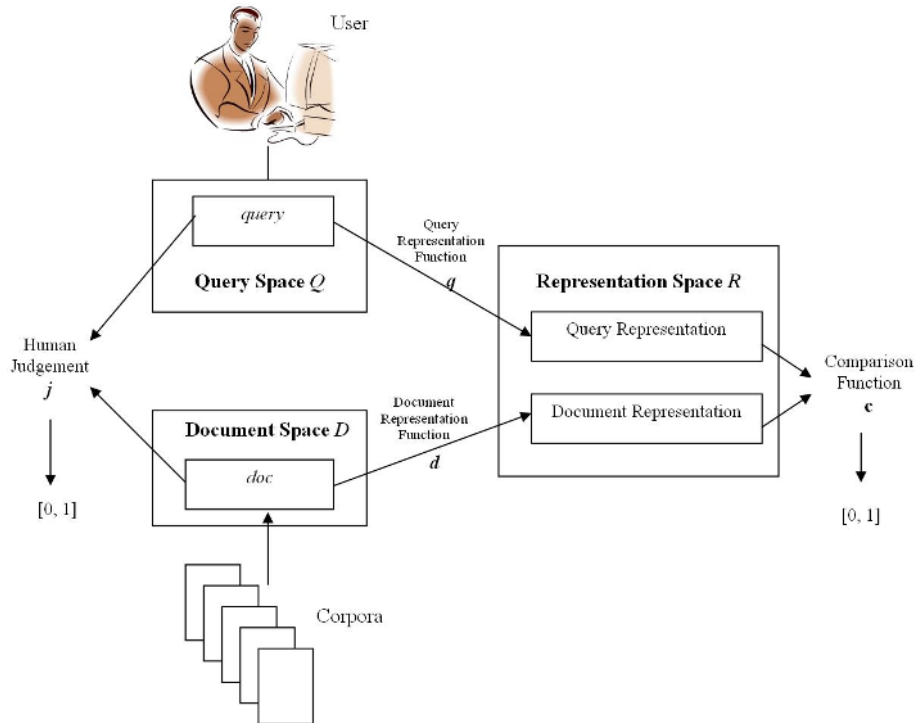 User
query
Query Space Q
Query
Representation
Function
q
Representation Space R
Query Representation
Document Representation
Human
Judgement
j
[0, 1]
Document Space D
doc
Document
Representation
Function
d
Comparison
Function
c
[0, 1]
Corpora